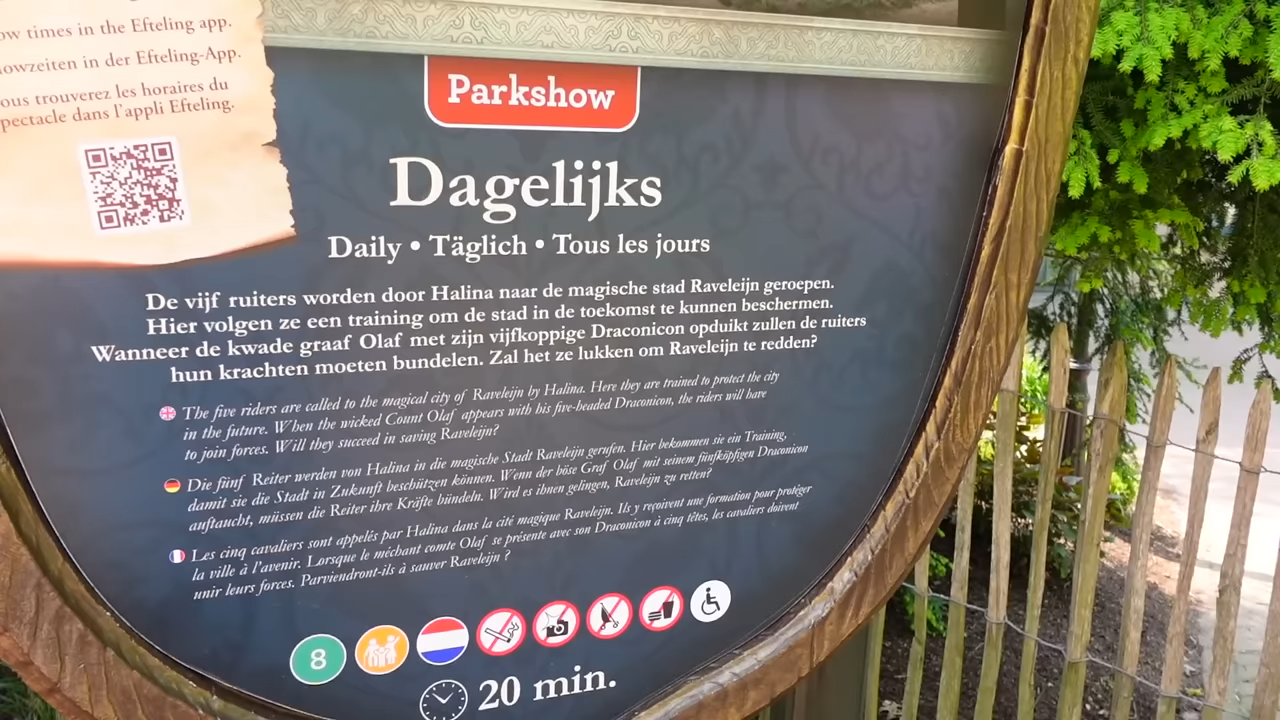 times in the Efteling app.
in der Efteling-App.
trouverez les horaires du
dans l'appli Efteling.
Parkshow
Dagelijks
Daily • Täglich • Tous les jours
De vijf ruiters worden door Halina naar de magische stad Raveleijn geroepen.
Hier volgen ze een training om de stad in de toekomst te kunnen beschermen.
Wanneer de kwade graaf Olaf met zijn vijfkoppige Draconicon opduikt zullen de ruiters
hun krachten moeten bundelen. Zal het ze lukken om Raveleijn te redden?
The five riders are called to the magical city of Raveleijn by Halina. Here they are trained to protect the city
in the future. When the wicked Count Olaf appears with his five-headed Draconicon, the riders will have
to join forces. Will they succeed in saving Raveleijn?
Die fünf Reiter werden von Halina in die magische Stadt Raveleijn gerufen. Hier bekommen sie ein Training,
damit sie die Stadt in Zukunft beschützen können. Wenn der böse Graf Olaf mit seinem fünfköpfigen Draconicon
auftraucht, müssen die Reiter ihre Kräfte bündeln. Wird es ihnen gelingen, Raveleijn zu retten?
Les cinq cavaliers sont appelés par Halina dans la cité magique Raveleijn. Ils y reçoivent une formation pour protéger
la ville à l'avenir. Lorsque le méchant comte Olaf se présente avec son Draconicon à cinq têtes, les cavaliers doivent
unir leurs forces. Parviendront-ils à sauver Raveleijn ?
8
20 min.